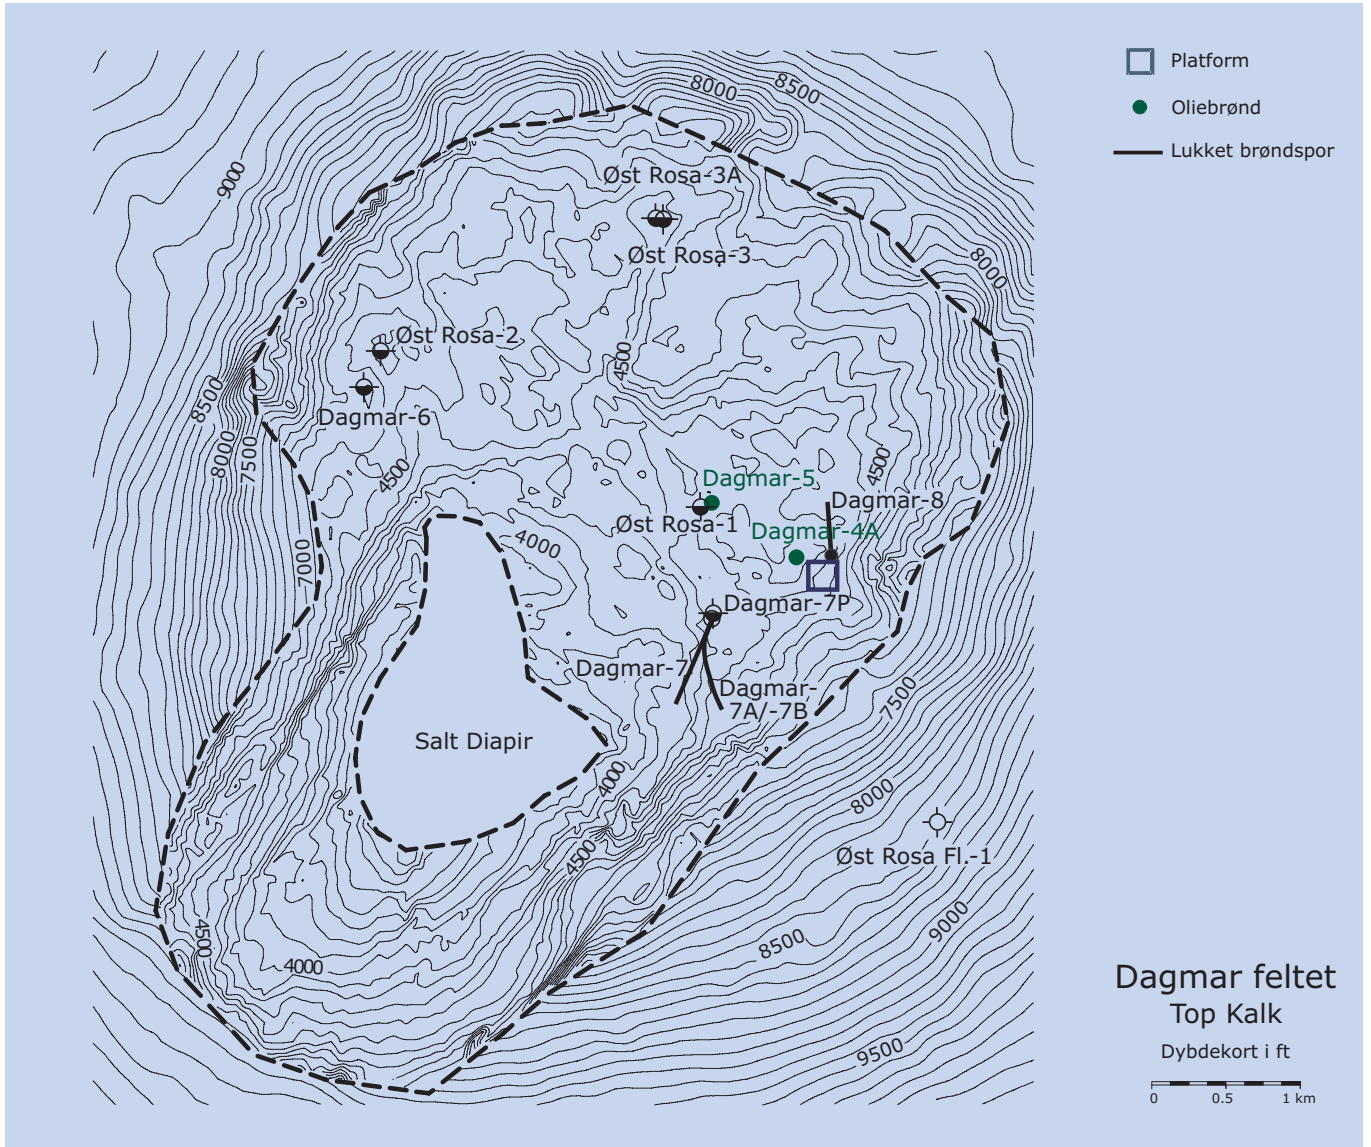 8000
8500
Platform
Oliebrønd
Lukket brøndspor
9000
Øst Rosa-3A
Øst Rosa-3
8000
Øst Rosa-2
4500
8500
Dagmar-6
8000
7500
4500
4500
Dagmar-5
Dagmar-8
Øst Rosa-1
Dagmar-4A
4000
7000
Dagmar-7P
Dagmar-7
Dagmar-
7A/-7B
7500
Salt Diapir
4000
8000
4500
Øst Rosa Fl.-1
4500
9000
8500
4000
9500
Dagmar feltet
Top Kalk
Dybdekort i ft
0 0.5 1 km